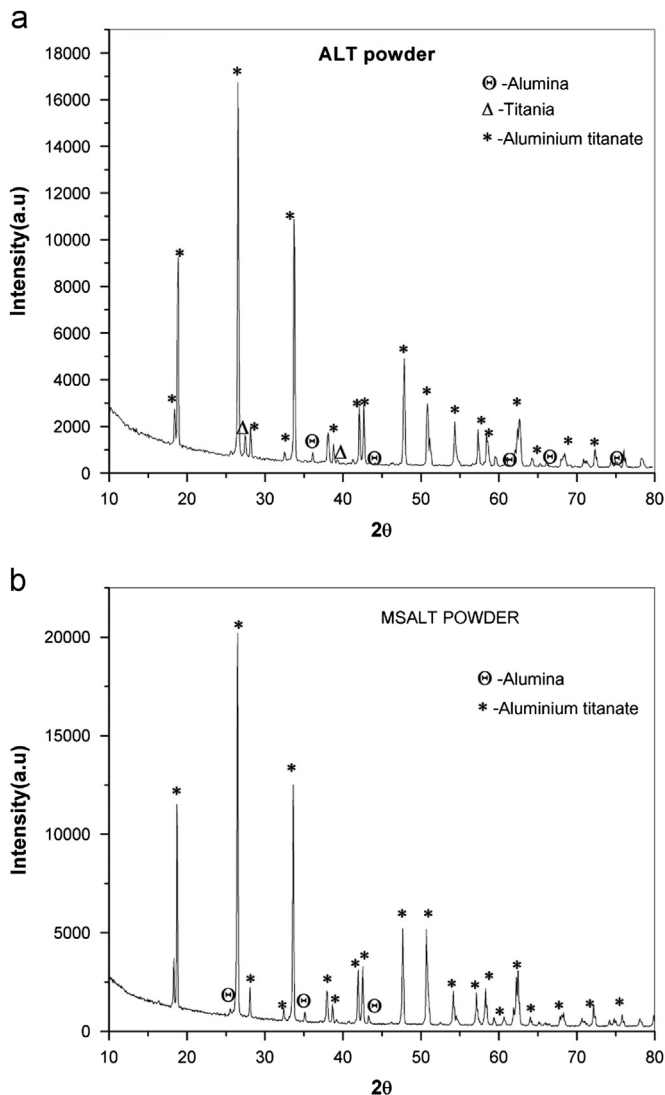 a
ALT powder
Θ -Alumina
Δ -Titania
* -Aluminium titanate
Intensity(a.u)
18000
16000
14000
12000
10000
8000
6000
4000
2000
0
* * * * Δ * * * Θ * Δ * * Θ * * * * * Θ * * Θ * * Θ
10 20 30 40 50 60 70 80
2θ
b
MSALT POWDER
Θ -Alumina
* -Aluminium titanate
Intensity(a.u)
20000
15000
10000
5000
0
* Θ * * * * Θ * * * * Θ * * * * * * * * * * *
10 20 30 40 50 60 70 80
2θ